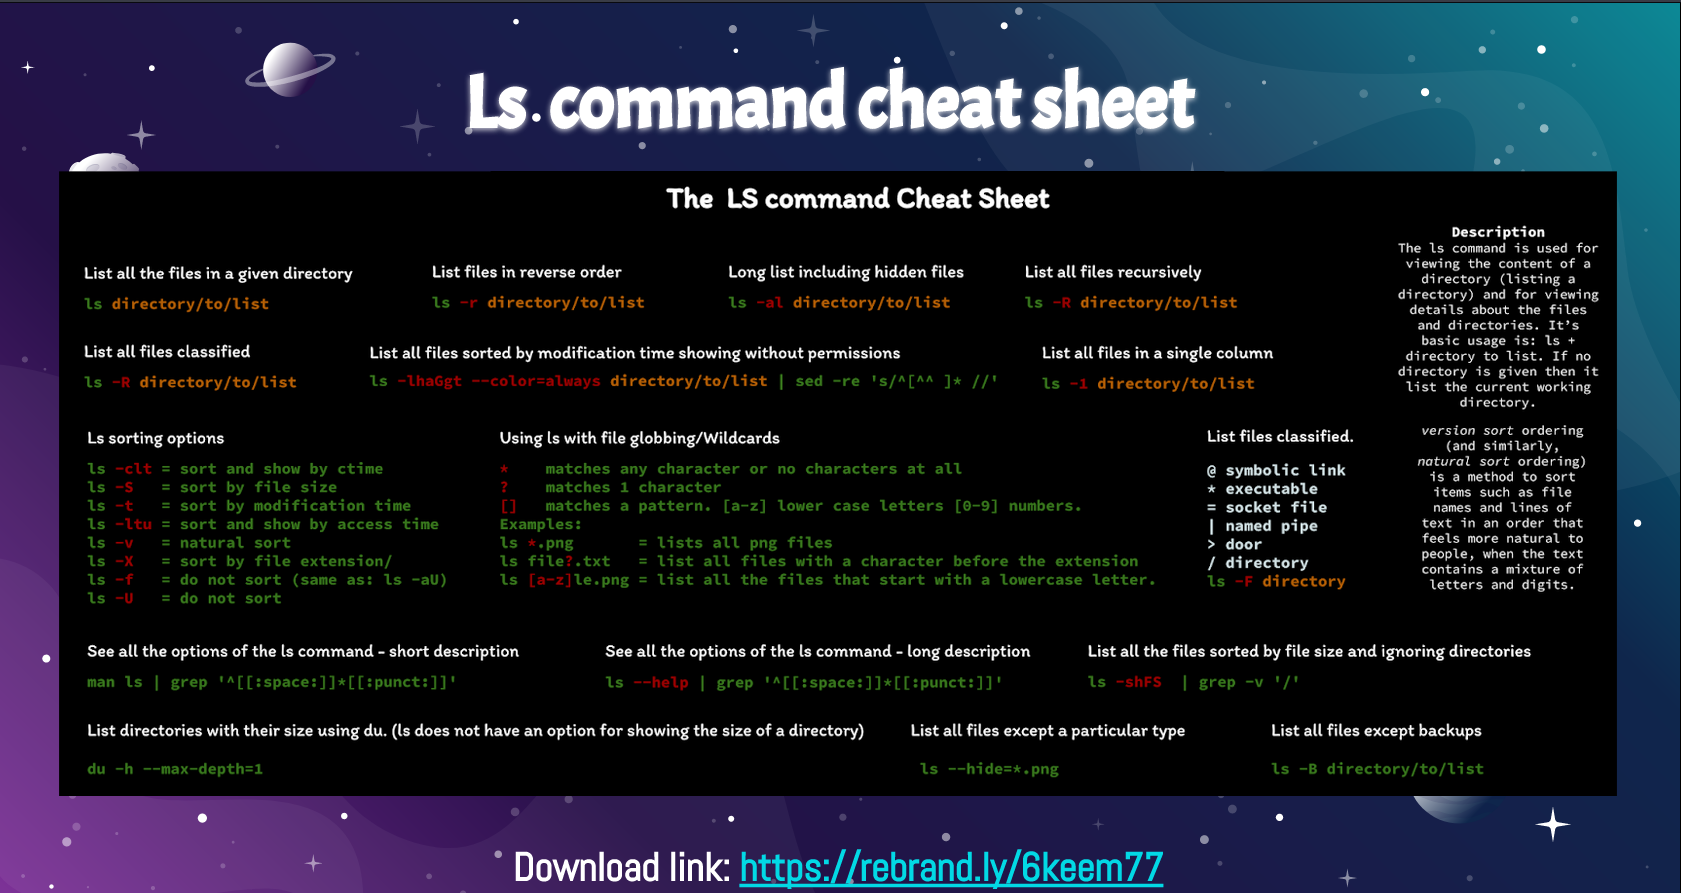 Ls command cheat sheet
The LS command Cheat Sheet
List all the files in a given directory
ls directory/to/list
List files in reverse order
ls -r directory/to/list
Long list including hidden files
ls -al directory/to/list
List all files recursively
ls -R directory/to/list
List all files classified
ls -R directory/to/list
List all files sorted by modification time showing without permissions
ls -lhaGgt --color=always directory/to/list | sed -re 's/^[^^ ]* //'
List all files in a single column
ls -1 directory/to/list
Description
The ls command is used for
viewing the content of a
directory (listing a
directory) and for viewing
details about the files
and directories. It's
basic usage is: ls +
directory to list. If no
directory is given then it
list the current working
directory.
version sort ordering
(and similarly,
natural sort ordering)
is a method to sort
items such as file
names and lines of
text in an order that
feels more natural to
people, when the text
contains a mixture of
letters and digits.
Ls sorting options
ls -clt = sort and show by ctime
ls -S = sort by file size
ls -t = sort by modification time
ls -ltu = sort and show by access time
ls -v = natural sort
ls -X = sort by file extension/
ls -f = do not sort (same as: ls -aU)
ls -U = do not sort
Using ls with file globbing/Wildcards
* matches any character or no characters at all
? matches 1 character
[] matches a pattern. [a-z] lower case letters [0-9] numbers.
Examples:
ls *.png = lists all png files
ls file?.txt = list all files with a character before the extension
ls [a-z]le.png = list all the files that start with a lowercase letter.
List files classified.
@ symbolic link
* executable
= socket file
| named pipe
> door
/ directory
ls -F directory
See all the options of the ls command - short description
man ls | grep '^[[:space:]]*[[:punct:]]'
See all the options of the ls command - long description
ls --help | grep '^[[:space:]]*[[:punct:]]'
List all the files sorted by file size and ignoring directories
ls -shFS | grep -v '/'
List directories with their size using du. (ls does not have an option for showing the size of a directory)
du -h --max-depth=1
List all files except a particular type
ls --hide=*.png
List all files except backups
ls -B directory/to/list
Download link: https://rebrand.ly/6keem77